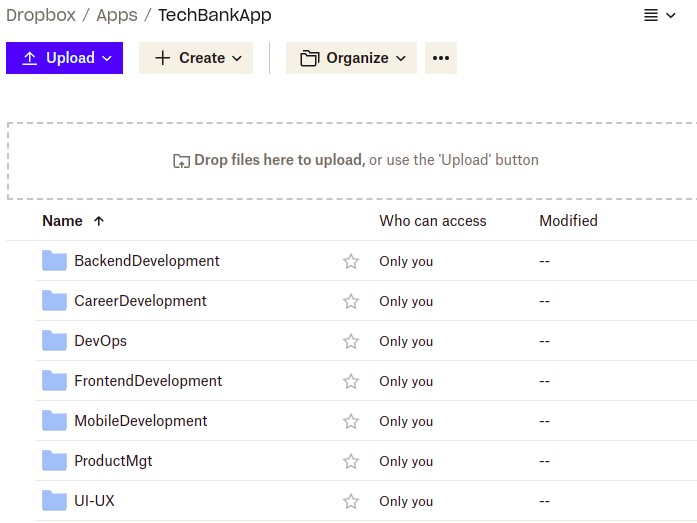 Dropbox / Apps / TechBankApp
Upload Create Organize
Drop files here to upload, or use the 'Upload' button
Name Who can access Modified
BackendDevelopment Only you --
CareerDevelopment Only you --
DevOps Only you --
FrontendDevelopment Only you --
MobileDevelopment Only you --
ProductMgt Only you --
UI-UX Only you --